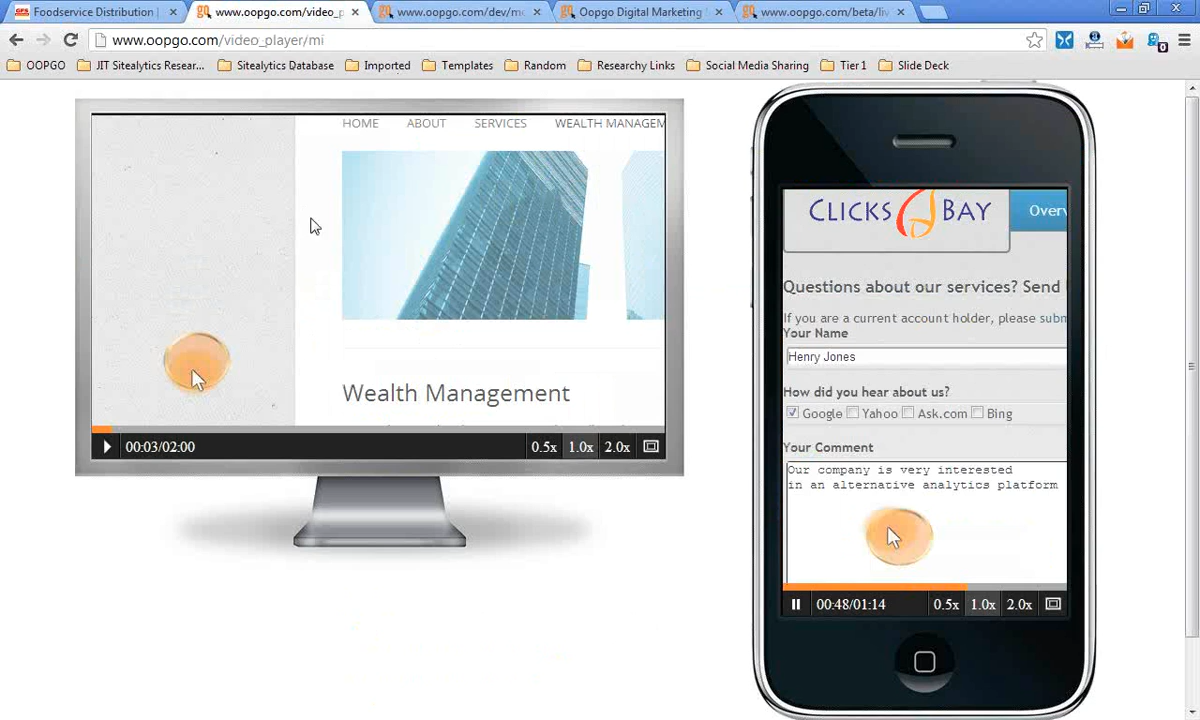 GFS Foodservice Distribution |
www.oopgo.com/video_p
www.oopgo.com/dev/mo
Oopgo Digital Marketing
www.oopgo.com/beta/liv
www.oopgo.com/video_player/mi
0
OOPGO
JIT Sitealytics Resear...
Sitealytics Database
Imported
Templates
Random
Researchy Links
Social Media Sharing
Tier 1
Slide Deck
HOME ABOUT SERVICES WEALTH MANAGEM
Wealth Management
00:03/02:00 0.5x 1.0x 2.0x
CLICKS BAY
Overv
Questions about our services? Send
If you are a current account holder, please subm
Your Name
Henry Jones
How did you hear about us?
Google Yahoo Ask.com Bing
Your Comment
Our company is very interested
in an alternative analytics platform
00:48/01:14 0.5x 1.0x 2.0x